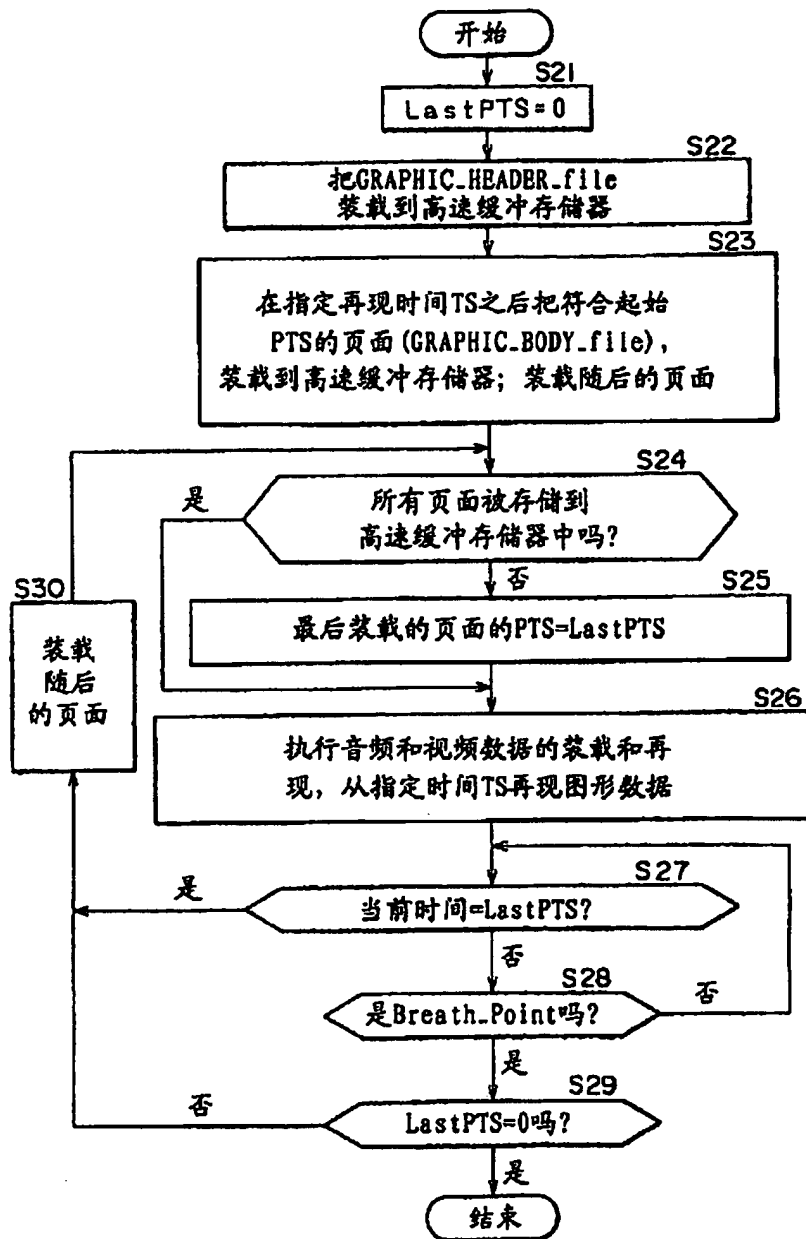 开始
S21
LastPTS=0
S22
把GRAPHIC_HEADER_file
装载到高速缓冲存储器
S23
在指定再现时间TS之后把符合起始
PTS的页面(GRAPHIC_BODY_file),
装载到高速缓冲存储器; 装载随后的页面
S24
是
所有页面被存储到
高速缓冲存储器中吗?
否
S25
最后装载的页面的PTS=LastPTS
S30
装载
随后
的页面
S26
执行音频和视频数据的装载和再
现, 从指定时间TS再现图形数据
S27
是
当前时间=LastPTS?
否
S28
否
是Breath_Point吗?
是
S29
否
LastPTS=0吗?
是
结束